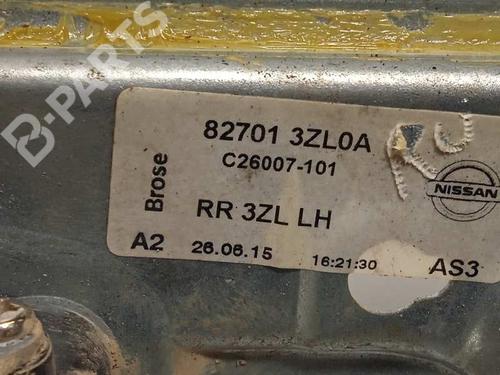 B-PARTS
82701 3ZL0A
C26007-101
Brose
NISSAN
RR 3ZL LH
A2 26.06.15 16:21:30 AS3